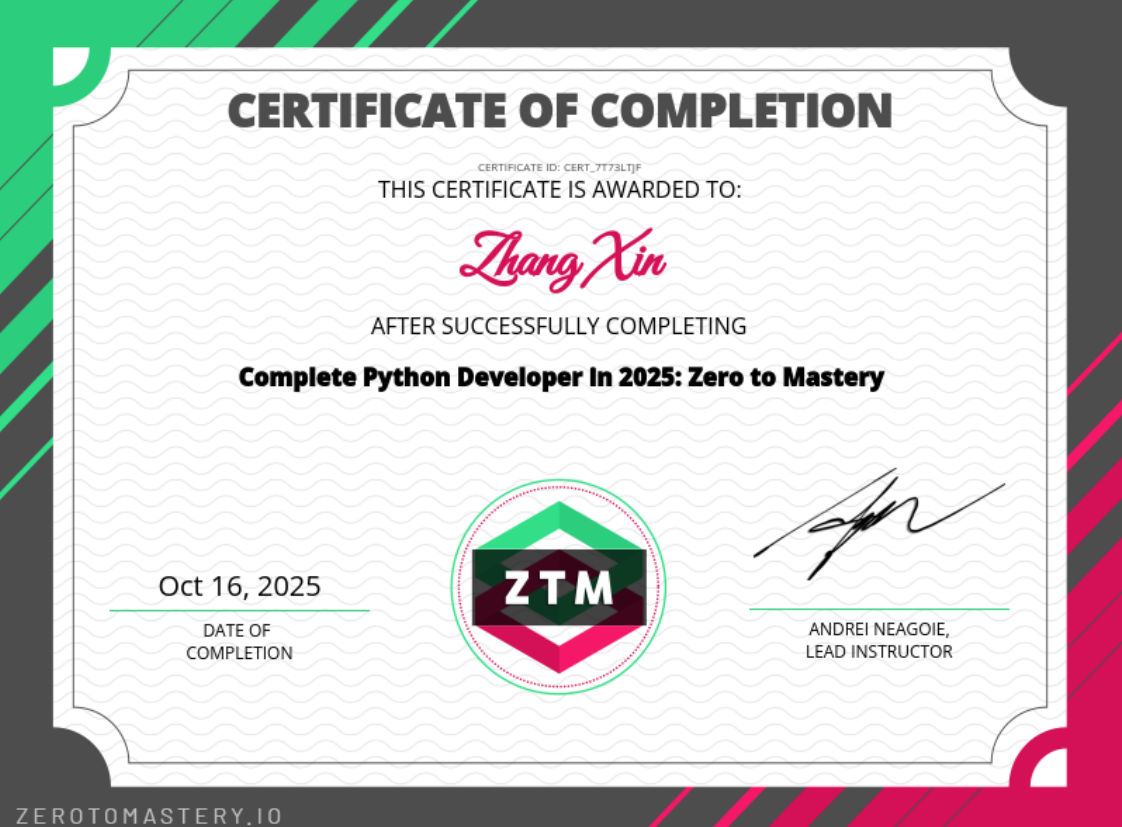 CERTIFICATE OF COMPLETION
CERTIFICATE ID: CERT_7T73LTJF
THIS CERTIFICATE IS AWARDED TO:
Zhang Xin
AFTER SUCCESSFULLY COMPLETING
Complete Python Developer in 2025: Zero to Mastery
Oct 16, 2025
DATE OF
COMPLETION
ZTM
ANDREI NEAGOIE,
LEAD INSTRUCTOR
ZEROTOMASTERY.IO